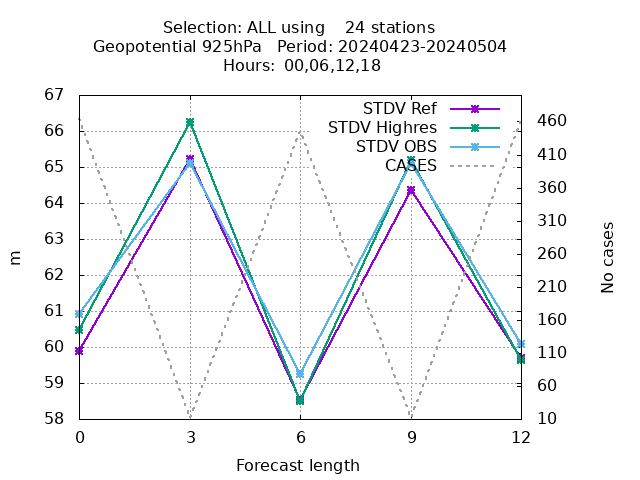 Selection: ALL using    24 stations
Geopotential 925hPa   Period: 20240423-20240504
Hours: 00,06,12,18
STDV Ref
STDV Highres
STDV OBS
CASES
67
66
65
64
63
62
61
60
59
58
m
460
410
360
310
260
210
160
110
60
10
No cases
0 3 6 9 12
Forecast length